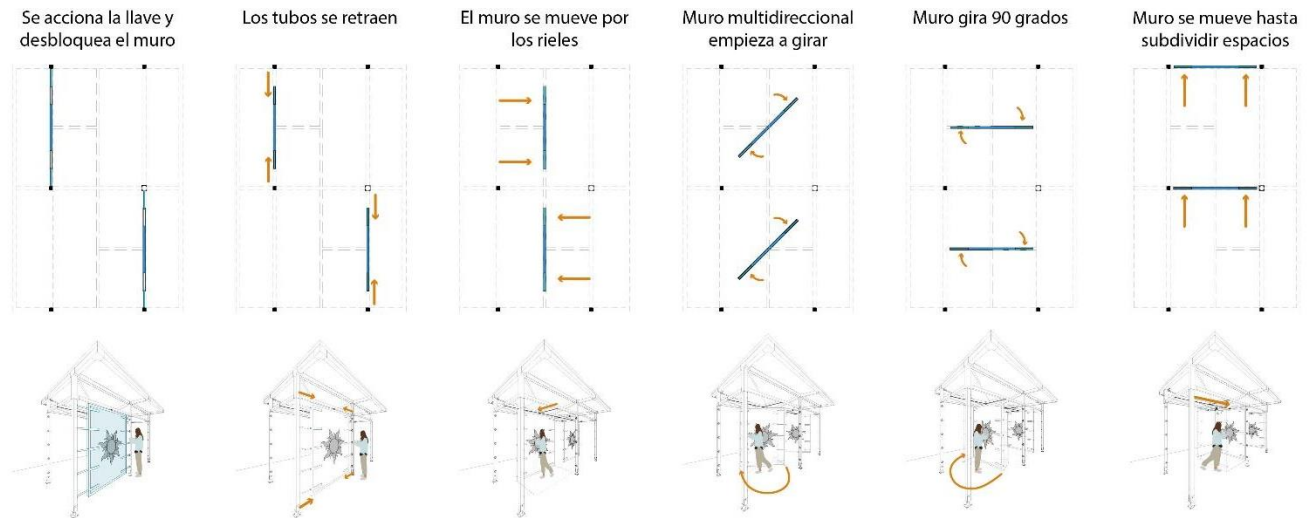 Se acciona la llave y
desbloquea el muro
Los tubos se retraen
El muro se mueve por
los rieles
Muro multidireccional
empieza a girar
Muro gira 90 grados
Muro se mueve hasta
subdividir espacios